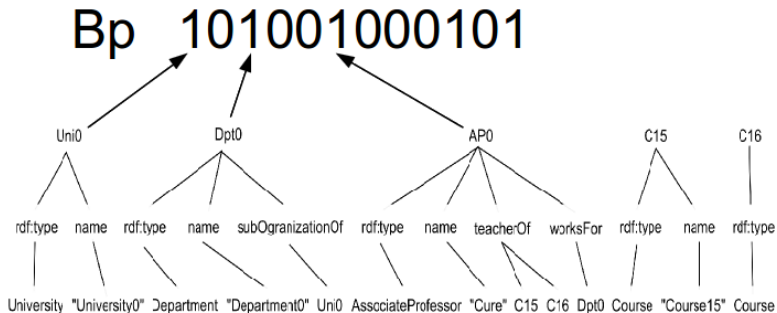 Bp 101001000101
Uni0 Dpt0 AP0 C15 C16
rdf:type name rdf:type name subOgranizationOf rdf:type name teacherOf worksFor rdf:type name rdf:type
University "University0" Department "Department0" Uni0 AssociateProfessor "Cure" C15 C16 Dpt0 Course "Course15" Course